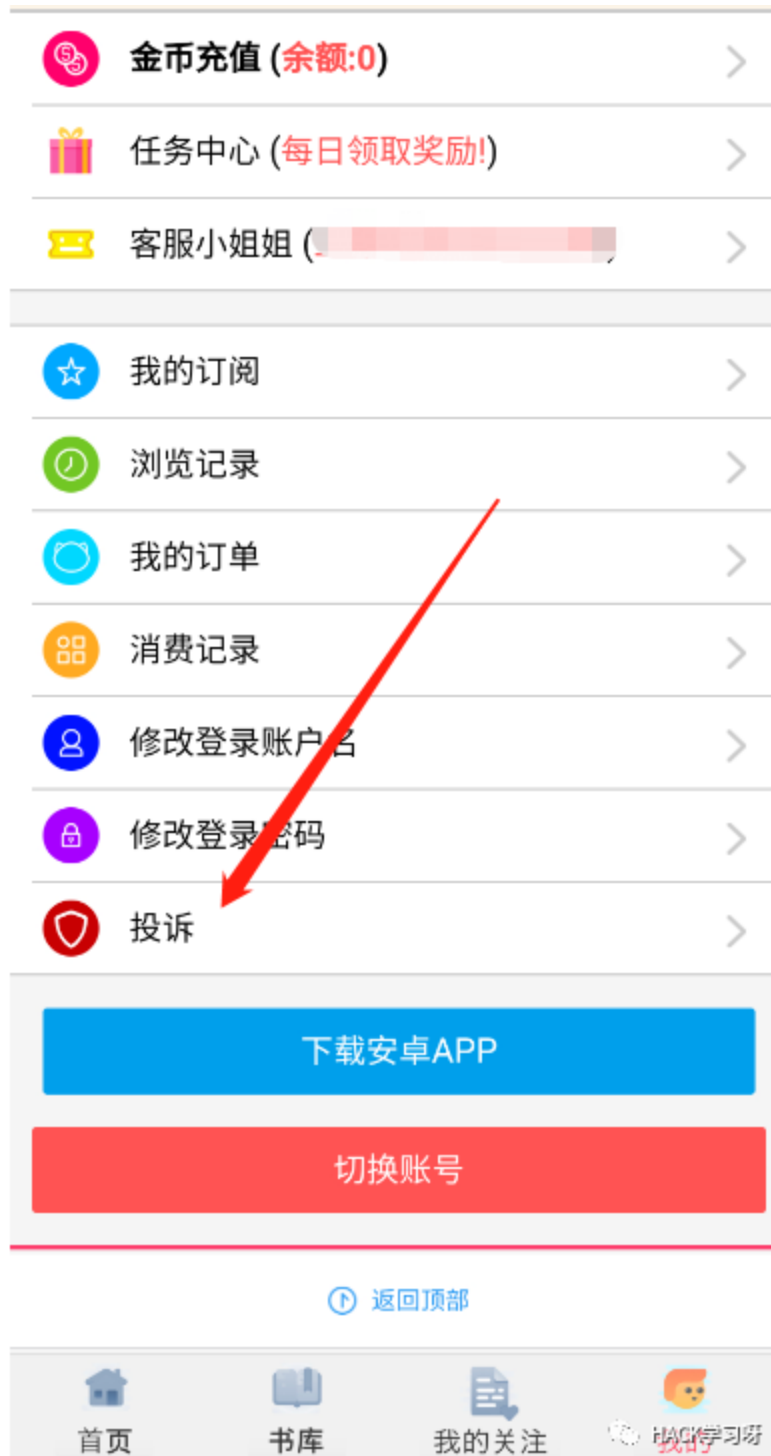 金币充值 (余额:0)
任务中心 (每日领取奖励!)
客服小姐姐 (
我的订阅
浏览记录
我的订单
消费记录
修改登录账户名
修改登录密码
投诉
下载安卓APP
切换账号
返回顶部
首页 书库 我的关注 我的
HACK学习呀